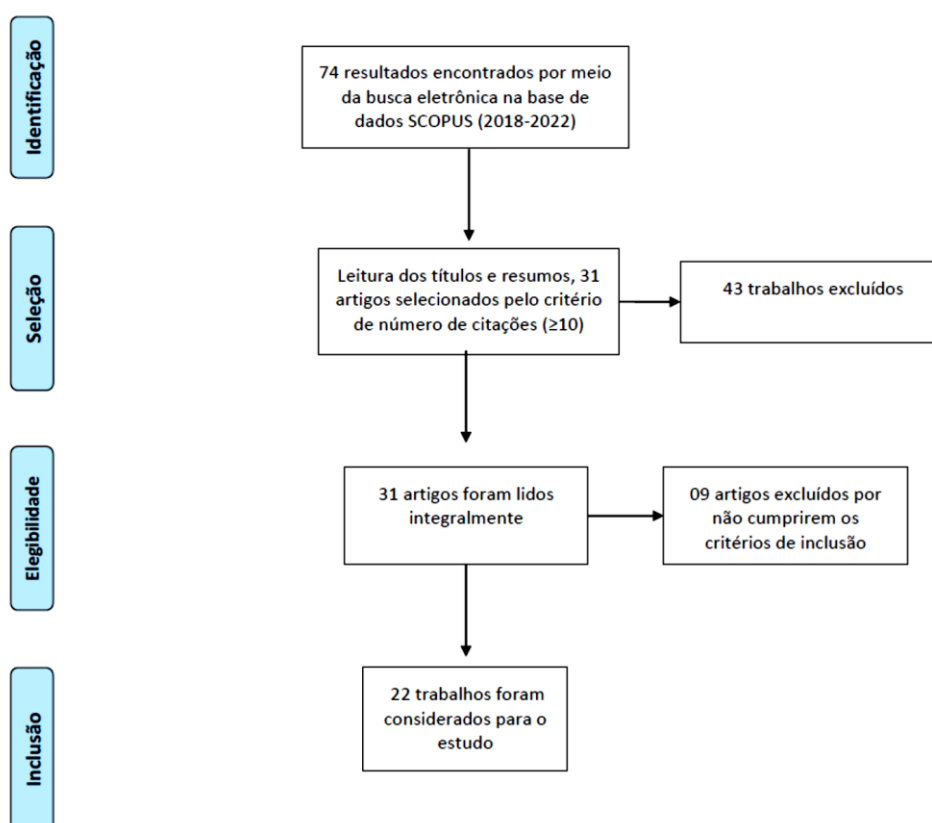 Identificação
74 resultados encontrados por meio
da busca eletrônica na base de
dados SCOPUS (2018-2022)
Seleção
Leitura dos títulos e resumos, 31
artigos selecionados pelo critério
de número de citações (≥10)
43 trabalhos excluídos
Elegibilidade
31 artigos foram lidos
integralmente
09 artigos excluídos por
não cumprirem os
critérios de inclusão
Inclusão
22 trabalhos foram
considerados para o
estudo